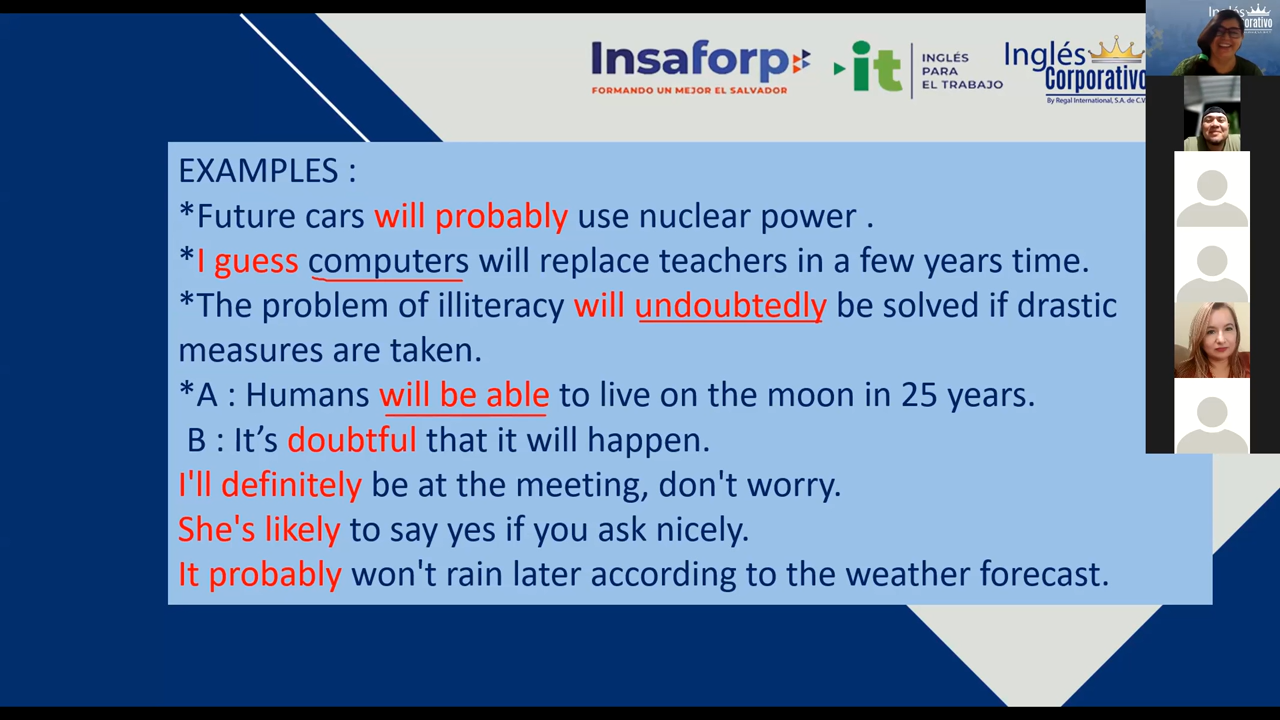 Insaforp
FORMANDO UN MEJOR EL SALVADOR
it
INGLÉS
PARA
EL TRABAJO
Inglés
Corporativo
By Regal International, S.A. de C.V.
Inglés
EXAMPLES :
*Future cars will probably use nuclear power .
*I guess computers will replace teachers in a few years time.
*The problem of illiteracy will undoubtedly be solved if drastic
measures are taken.
*A : Humans will be able to live on the moon in 25 years.
B : It’s doubtful that it will happen.
I'll definitely be at the meeting, don't worry.
She's likely to say yes if you ask nicely.
It probably won't rain later according to the weather forecast.